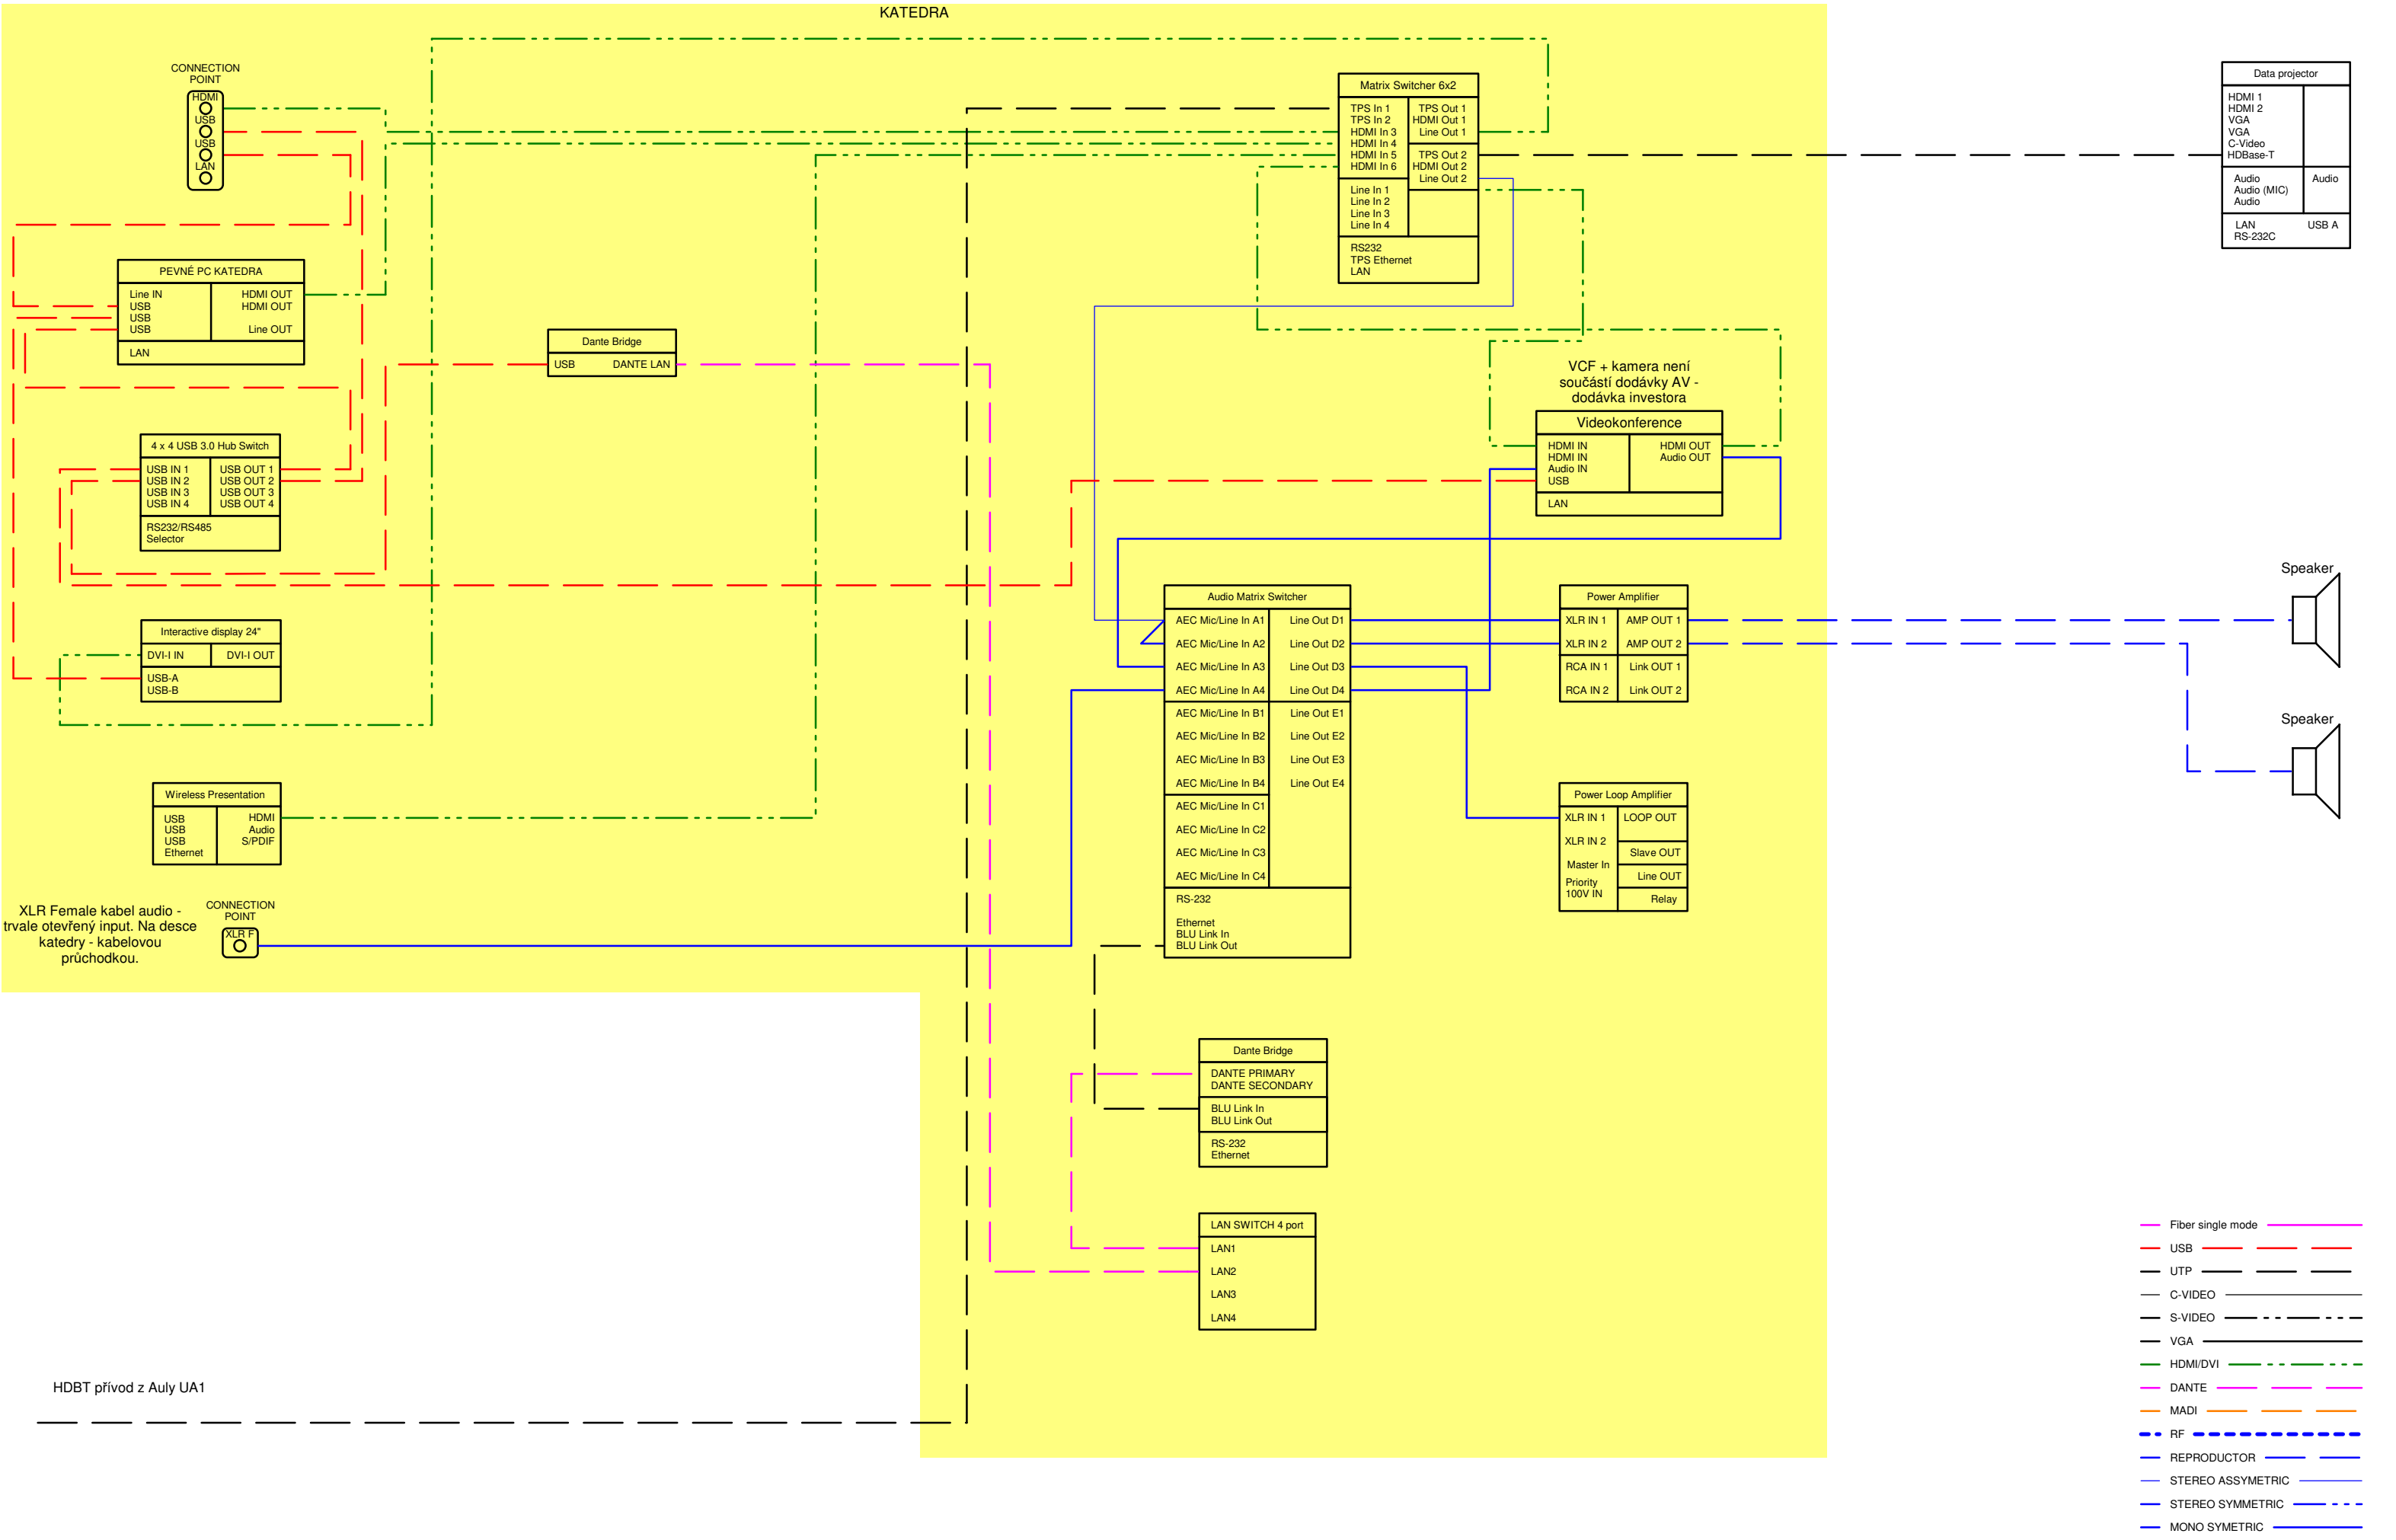 KATEDRA
CONNECTION
POINT
HDMI
USB
USB
LAN
Matrix Switcher 6x2
TPS In 1
TPS In 2
HDMI In 3
HDMI In 4
HDMI In 5
HDMI In 6
TPS Out 1
HDMI Out 1
Line Out 1
TPS Out 2
HDMI Out 2
Line Out 2
Line In 1
Line In 2
Line In 3
Line In 4
RS232
TPS Ethernet
LAN
Data projector
HDMI 1
HDMI 2
VGA
VGA
C-Video
HDBase-T
Audio
Audio (MIC)
Audio
Audio
LAN
RS-232C
USB A
PEVNÉ PC KATEDRA
Line IN
USB
USB
USB
HDMI OUT
HDMI OUT
Line OUT
LAN
Dante Bridge
USB
DANTE LAN
VCF + kamera není
součástí dodávky AV -
dodávka investora
Videokonference
HDMI IN
HDMI IN
Audio IN
USB
HDMI OUT
Audio OUT
LAN
4 x 4 USB 3.0 Hub Switch
USB IN 1
USB IN 2
USB IN 3
USB IN 4
USB OUT 1
USB OUT 2
USB OUT 3
USB OUT 4
RS232/RS485
Selector
Interactive display 24"
DVI-I IN
DVI-I OUT
USB-A
USB-B
Audio Matrix Switcher
AEC Mic/Line In A1
AEC Mic/Line In A2
AEC Mic/Line In A3
AEC Mic/Line In A4
AEC Mic/Line In B1
AEC Mic/Line In B2
AEC Mic/Line In B3
AEC Mic/Line In B4
AEC Mic/Line In C1
AEC Mic/Line In C2
AEC Mic/Line In C3
AEC Mic/Line In C4
Line Out D1
Line Out D2
Line Out D3
Line Out D4
Line Out E1
Line Out E2
Line Out E3
Line Out E4
RS-232
Ethernet
BLU Link In
BLU Link Out
Power Amplifier
XLR IN 1
XLR IN 2
RCA IN 1
RCA IN 2
AMP OUT 1
AMP OUT 2
Link OUT 1
Link OUT 2
Speaker
Speaker
Wireless Presentation
USB
USB
USB
Ethernet
HDMI
Audio
S/PDIF
Power Loop Amplifier
XLR IN 1
XLR IN 2
Master In
Priority
100V IN
LOOP OUT
Slave OUT
Line OUT
Relay
XLR Female kabel audio -
trvale otevřený input. Na desce
katedry - kabelovou
průchodkou.
CONNECTION
POINT
XLR F
Dante Bridge
DANTE PRIMARY
DANTE SECONDARY
BLU Link In
BLU Link Out
RS-232
Ethernet
LAN SWITCH 4 port
LAN1
LAN2
LAN3
LAN4
HDBT přívod z Auly UA1
Fiber single mode
USB
UTP
C-VIDEO
S-VIDEO
VGA
HDMI/DVI
DANTE
MADI
RF
REPRODUCTOR
STEREO ASSYMETRIC
STEREO SYMMETRIC
MONO SYMETRIC